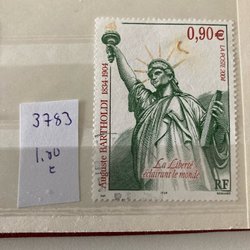 3783
1.80
€
0,90€
LA POSTE 2004
Auguste BARTHOLDI 1834-1904
La Liberté
éclairant le monde
RF